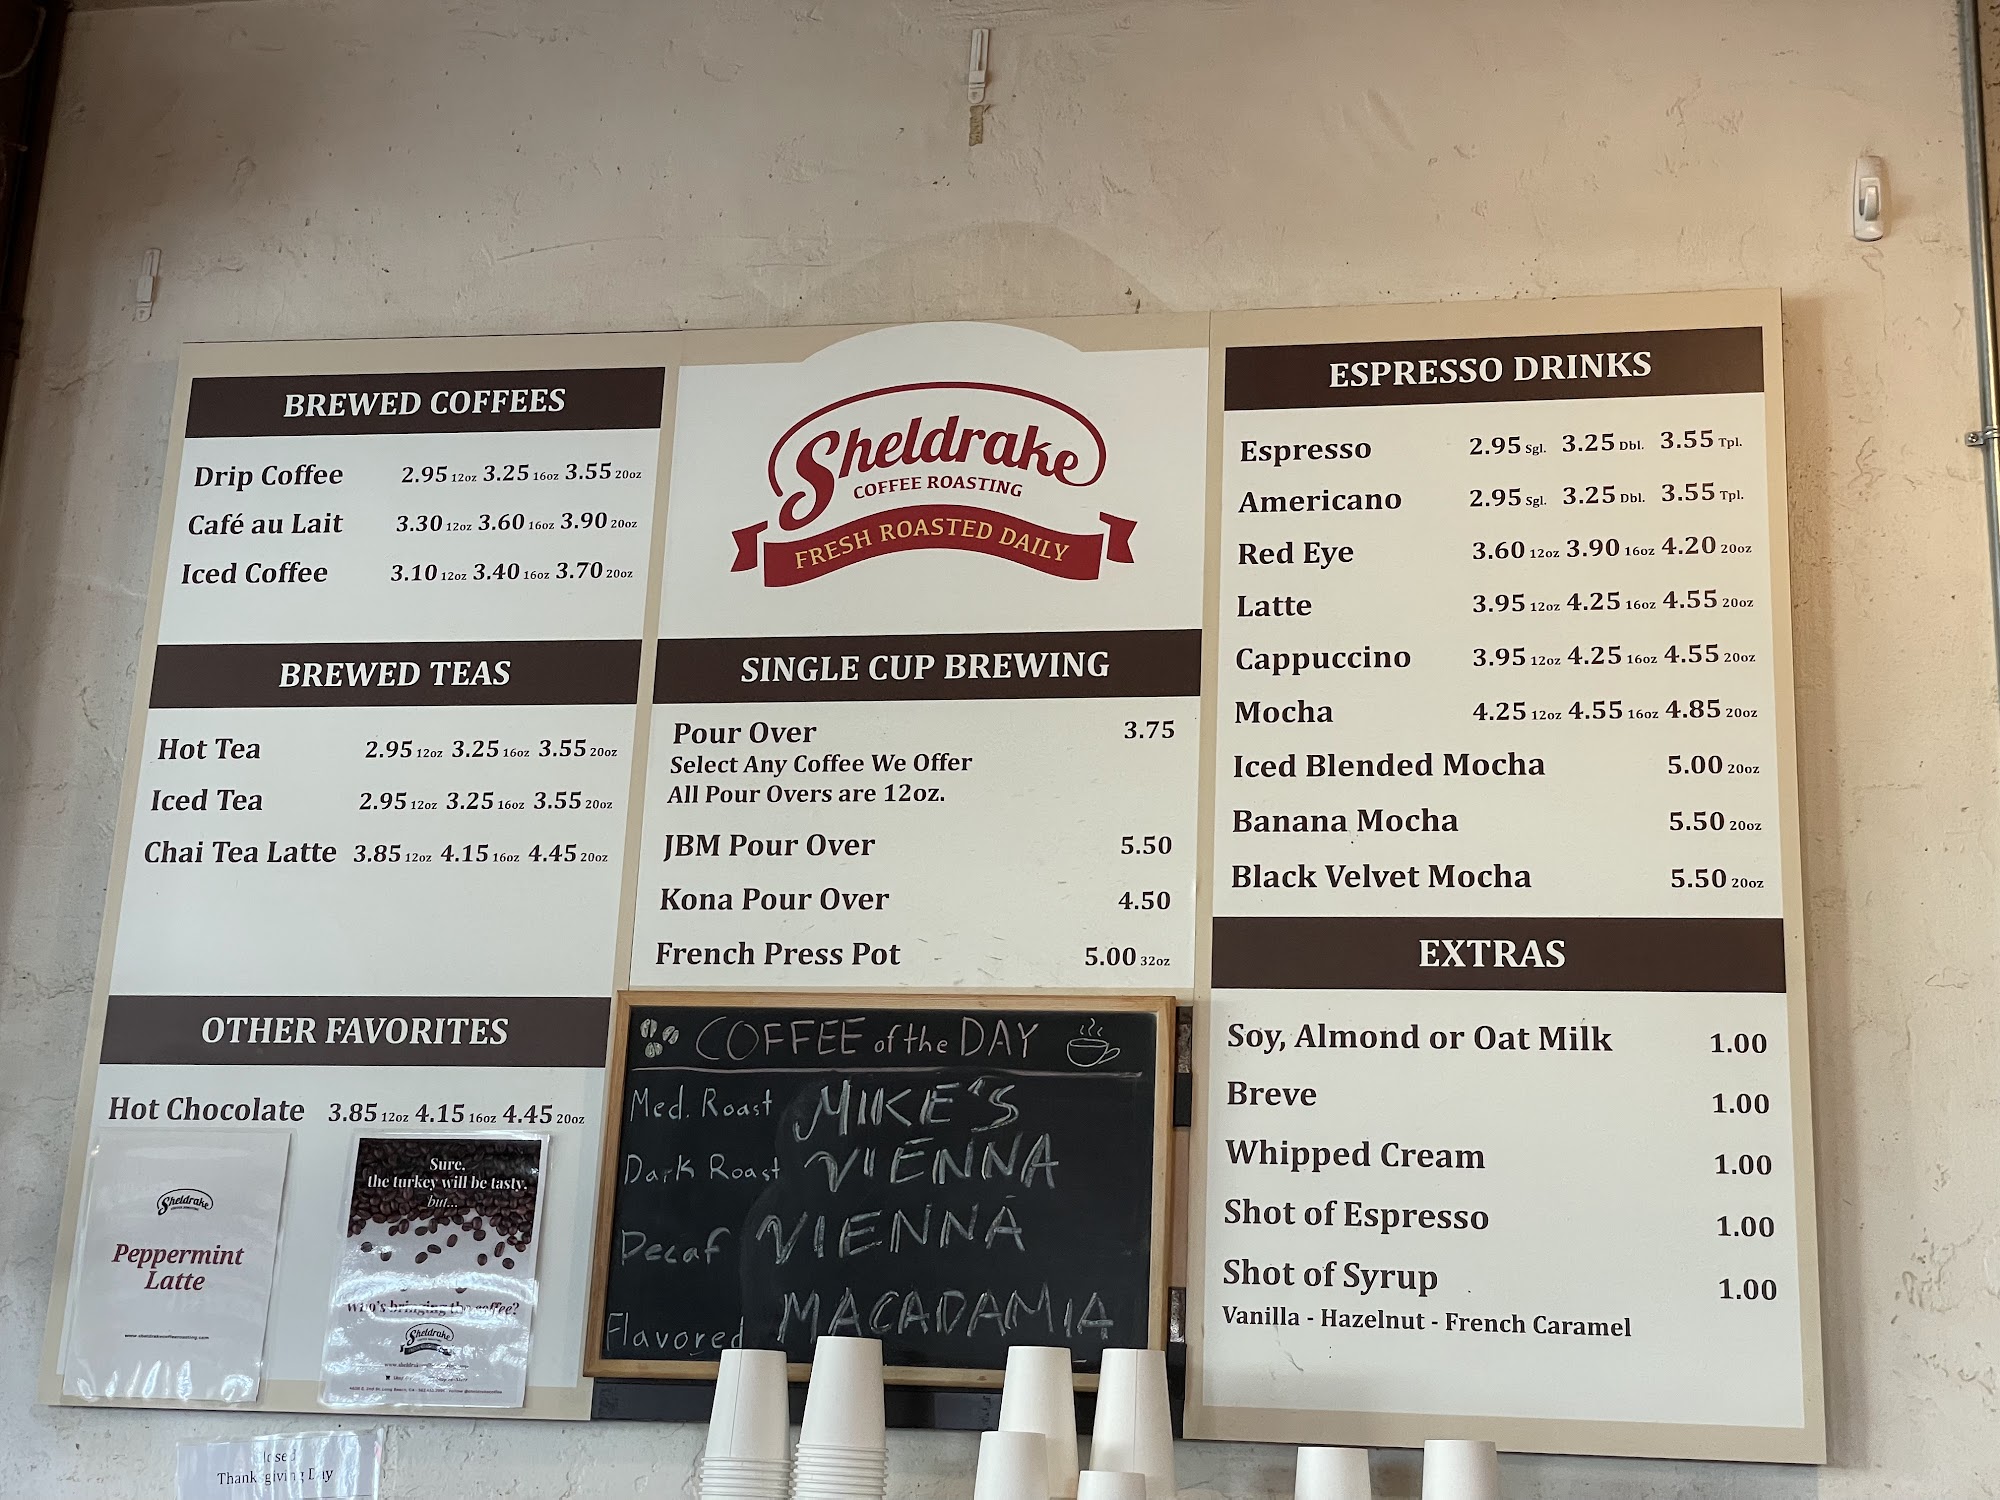 BREWED COFFEES
Drip Coffee 2.95 12oz 3.25 16oz 3.55 20oz
Café au Lait 3.30 12oz 3.60 16oz 3.90 20oz
Iced Coffee 3.10 12oz 3.40 16oz 3.70 20oz
BREWED TEAS
Hot Tea 2.95 12oz 3.25 16oz 3.55 20oz
Iced Tea 2.95 12oz 3.25 16oz 3.55 20oz
Chai Tea Latte 3.85 12oz 4.15 16oz 4.45 20oz
OTHER FAVORITES
Hot Chocolate 3.85 12oz 4.15 16oz 4.45 20oz
Sheldrake
Peppermint
Latte
www.sheldrakecoffeeroasting.com
Sure,
the turkey will be tasty,
but...
Who's bringing the coffee?
Sheldrake
Closed
Thanksgiving Day
Sheldrake
COFFEE ROASTING
FRESH ROASTED DAILY
SINGLE CUP BREWING
Pour Over 3.75
Select Any Coffee We Offer
All Pour Overs are 12oz.
JBM Pour Over 5.50
Kona Pour Over 4.50
French Press Pot 5.00 32oz
COFFEE of the DAY
Med. Roast MIKE'S
Dark Roast VIENNA
Decaf VIENNA
Flavored MACADAMIA
ESPRESSO DRINKS
Espresso 2.95 Sgl. 3.25 Dbl. 3.55 Tpl.
Americano 2.95 Sgl. 3.25 Dbl. 3.55 Tpl.
Red Eye 3.60 12oz 3.90 16oz 4.20 20oz
Latte 3.95 12oz 4.25 16oz 4.55 20oz
Cappuccino 3.95 12oz 4.25 16oz 4.55 20oz
Mocha 4.25 12oz 4.55 16oz 4.85 20oz
Iced Blended Mocha 5.00 20oz
Banana Mocha 5.50 20oz
Black Velvet Mocha 5.50 20oz
EXTRAS
Soy, Almond or Oat Milk 1.00
Breve 1.00
Whipped Cream 1.00
Shot of Espresso 1.00
Shot of Syrup 1.00
Vanilla - Hazelnut - French Caramel